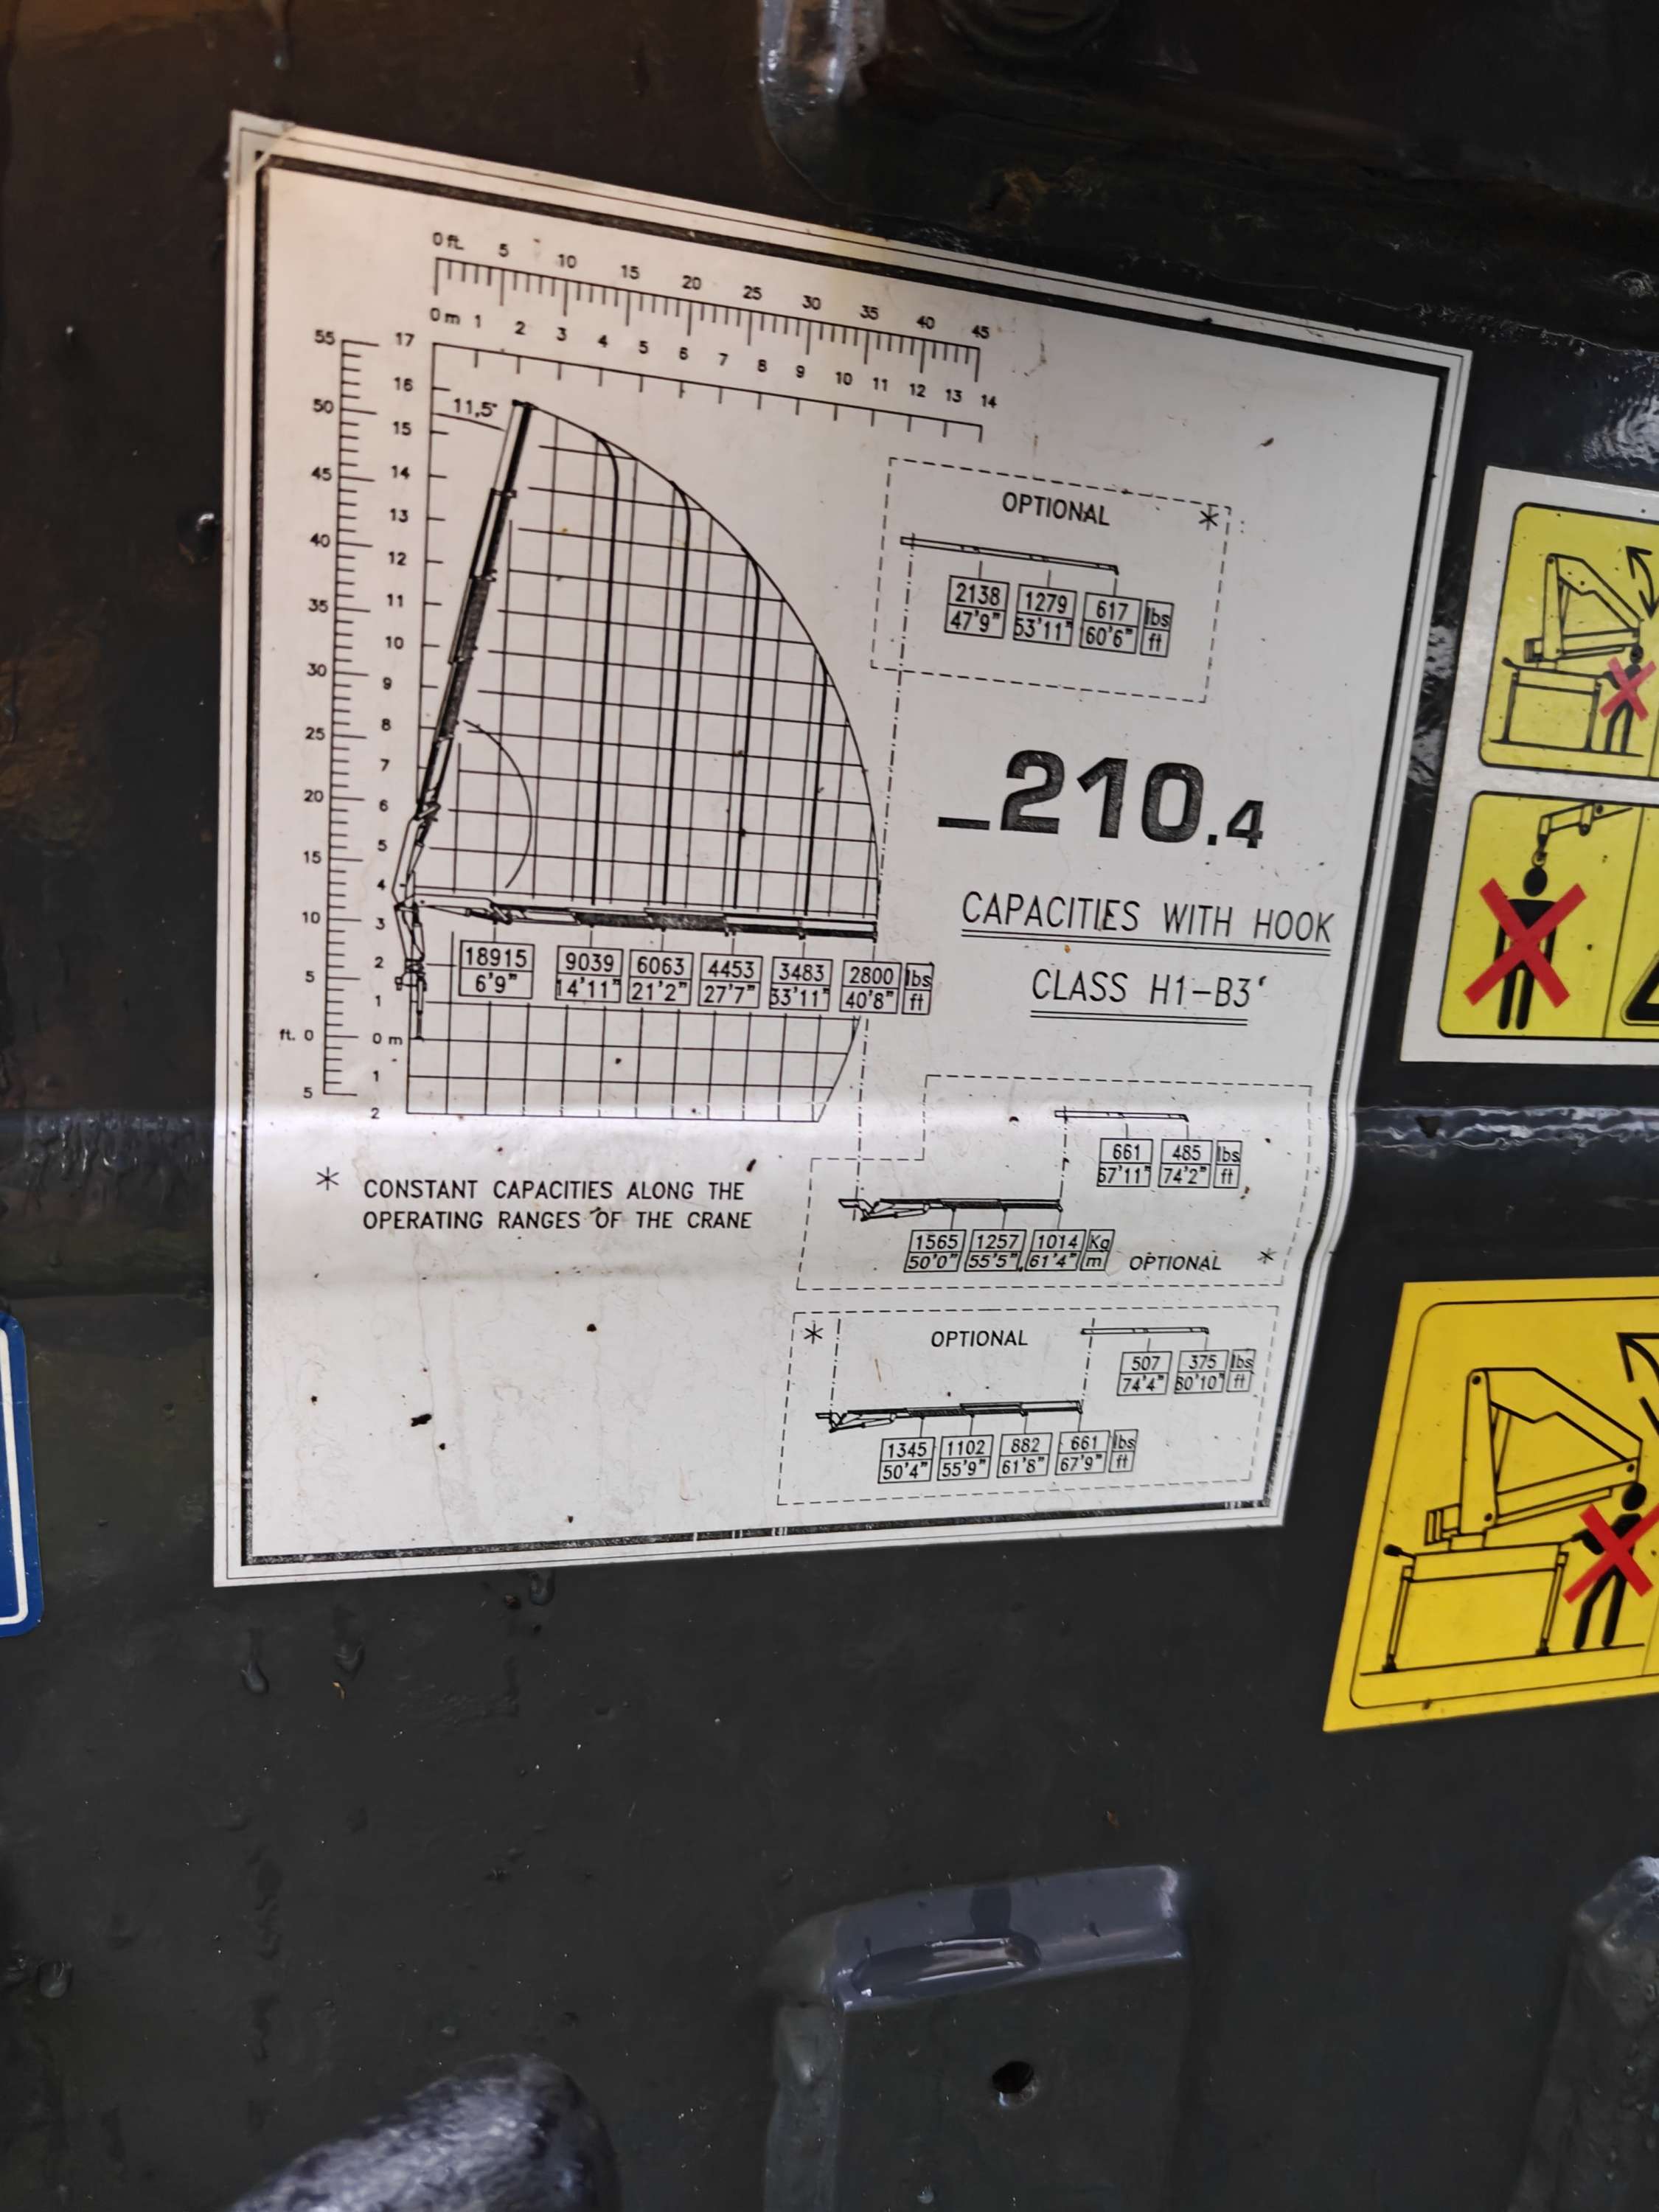 0 ft. 5 10 15 20 25 30 35 40 45
0 m 1 2 3 4 5 6 7 8 9 10 11 12 13 14
55 50 45 40 35 30 25 20 15 10 5 ft. 0 5
17 16 15 14 13 12 11 10 9 8 7 6 5 4 3 2 1 0 m 1 2
11,5°
OPTIONAL *
2138 1279 617 lbs
47'9" 53'11" 60'6" ft
_210.4
CAPACITIES WITH HOOK
CLASS H1-B3'
18915 9039 6063 4453 3483 2800 lbs
6'9" 14'11" 21'2" 27'7" 33'11" 40'8" ft
* CONSTANT CAPACITIES ALONG THE
OPERATING RANGES OF THE CRANE
661 485 lbs
67'11" 74'2" ft
1565 1257 1014 Kg
50'0" 55'5" 61'4" m
OPTIONAL *
* OPTIONAL
507 375 lbs
74'4" 80'10" ft
1345 1102 882 661 lbs
50'4" 55'9" 61'8" 67'9" ft